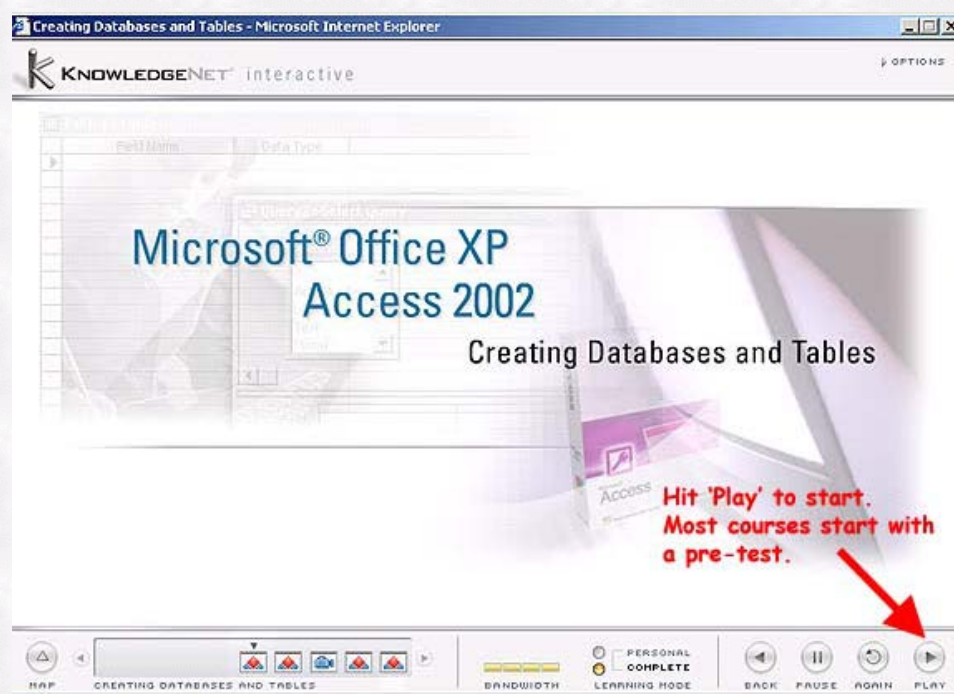 Creating Databases and Tables - Microsoft Internet Explorer
KNOWLEDGENET interactive
OPTIONS
Field Name Data Type
Microsoft® Office XP
Access 2002
Creating Databases and Tables
Access
Hit 'Play' to start.
Most courses start with
a pre-test.
PERSONAL
COMPLETE
MAP CREATING DATABASES AND TABLES BANDWIDTH LEARNING MODE BACK PAUSE AGAIN PLAY